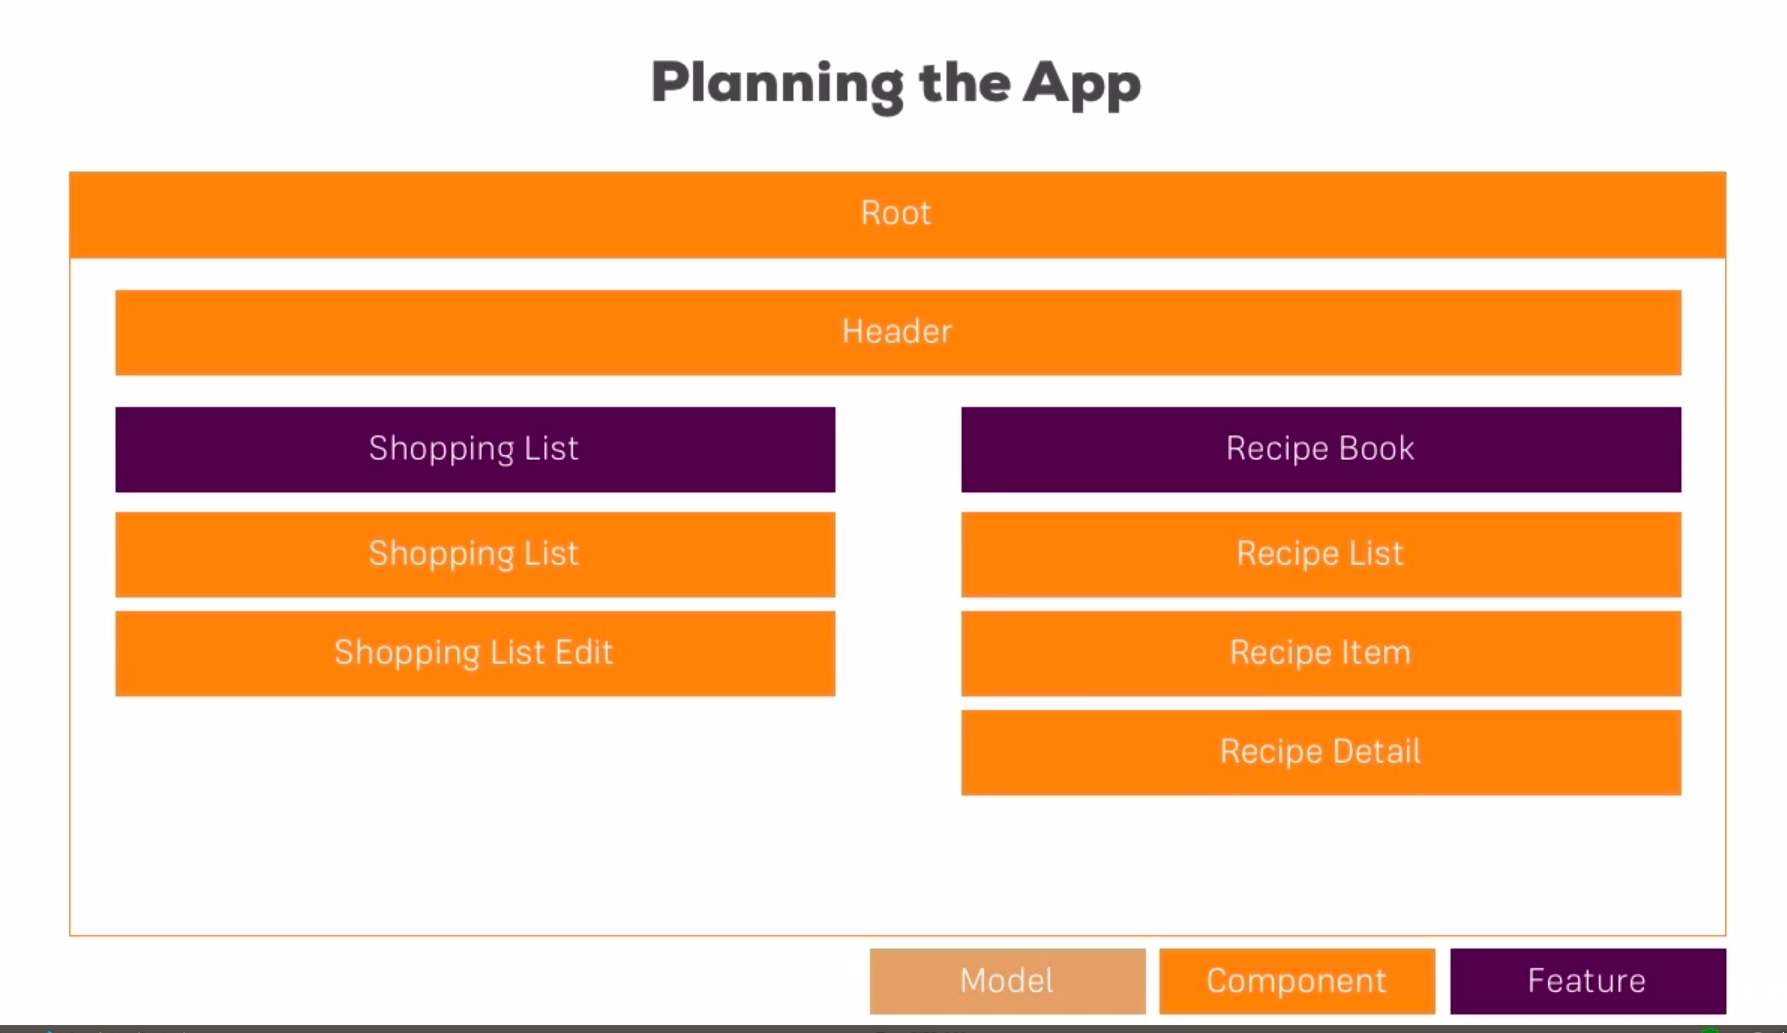 Planning the App
Root
Header
Shopping List
Recipe Book
Shopping List
Recipe List
Shopping List Edit
Recipe Item
Recipe Detail
Model
Component
Feature